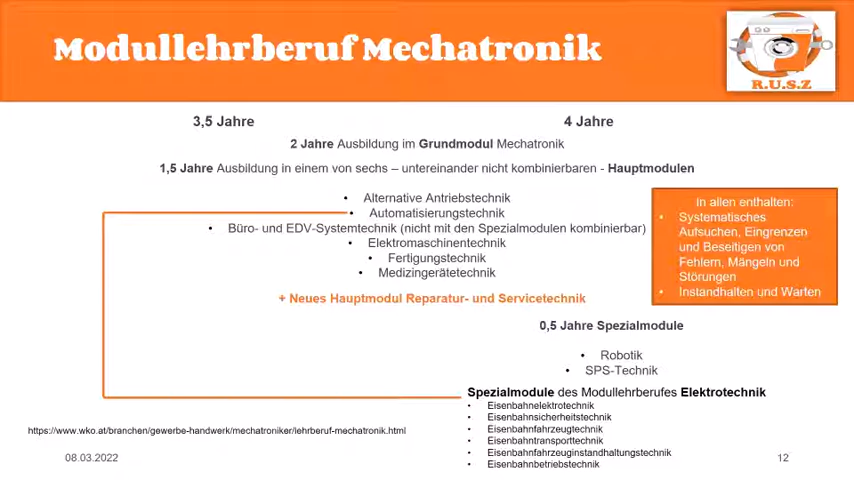 Modullehrberuf Mechatronik
R.U.S.Z
3,5 Jahre
4 Jahre
2 Jahre Ausbildung im Grundmodul Mechatronik
1,5 Jahre Ausbildung in einem von sechs – untereinander nicht kombinierbaren - Hauptmodulen
• Alternative Antriebstechnik
• Automatisierungstechnik
• Büro- und EDV-Systemtechnik (nicht mit den Spezialmodulen kombinierbar)
• Elektromaschinentechnik
• Fertigungstechnik
• Medizingerätetechnik
+ Neues Hauptmodul Reparatur- und Servicetechnik
In allen enthalten:
• Systematisches
Aufsuchen, Eingrenzen
und Beseitigen von
Fehlern, Mängeln und
Störungen
• Instandhalten und Warten
0,5 Jahre Spezialmodule
• Robotik
• SPS-Technik
Spezialmodule des Modullehrberufes Elektrotechnik
• Eisenbahnelektrotechnik
• Eisenbahnsicherheitstechnik
• Eisenbahnfahrzeugtechnik
• Eisenbahntransporttechnik
• Eisenbahnfahrzeuginstandhaltungstechnik
• Eisenbahnbetriebstechnik
https://www.wko.at/branchen/gewerbe-handwerk/mechatroniker/lehrberuf-mechatronik.html
08.03.2022
12